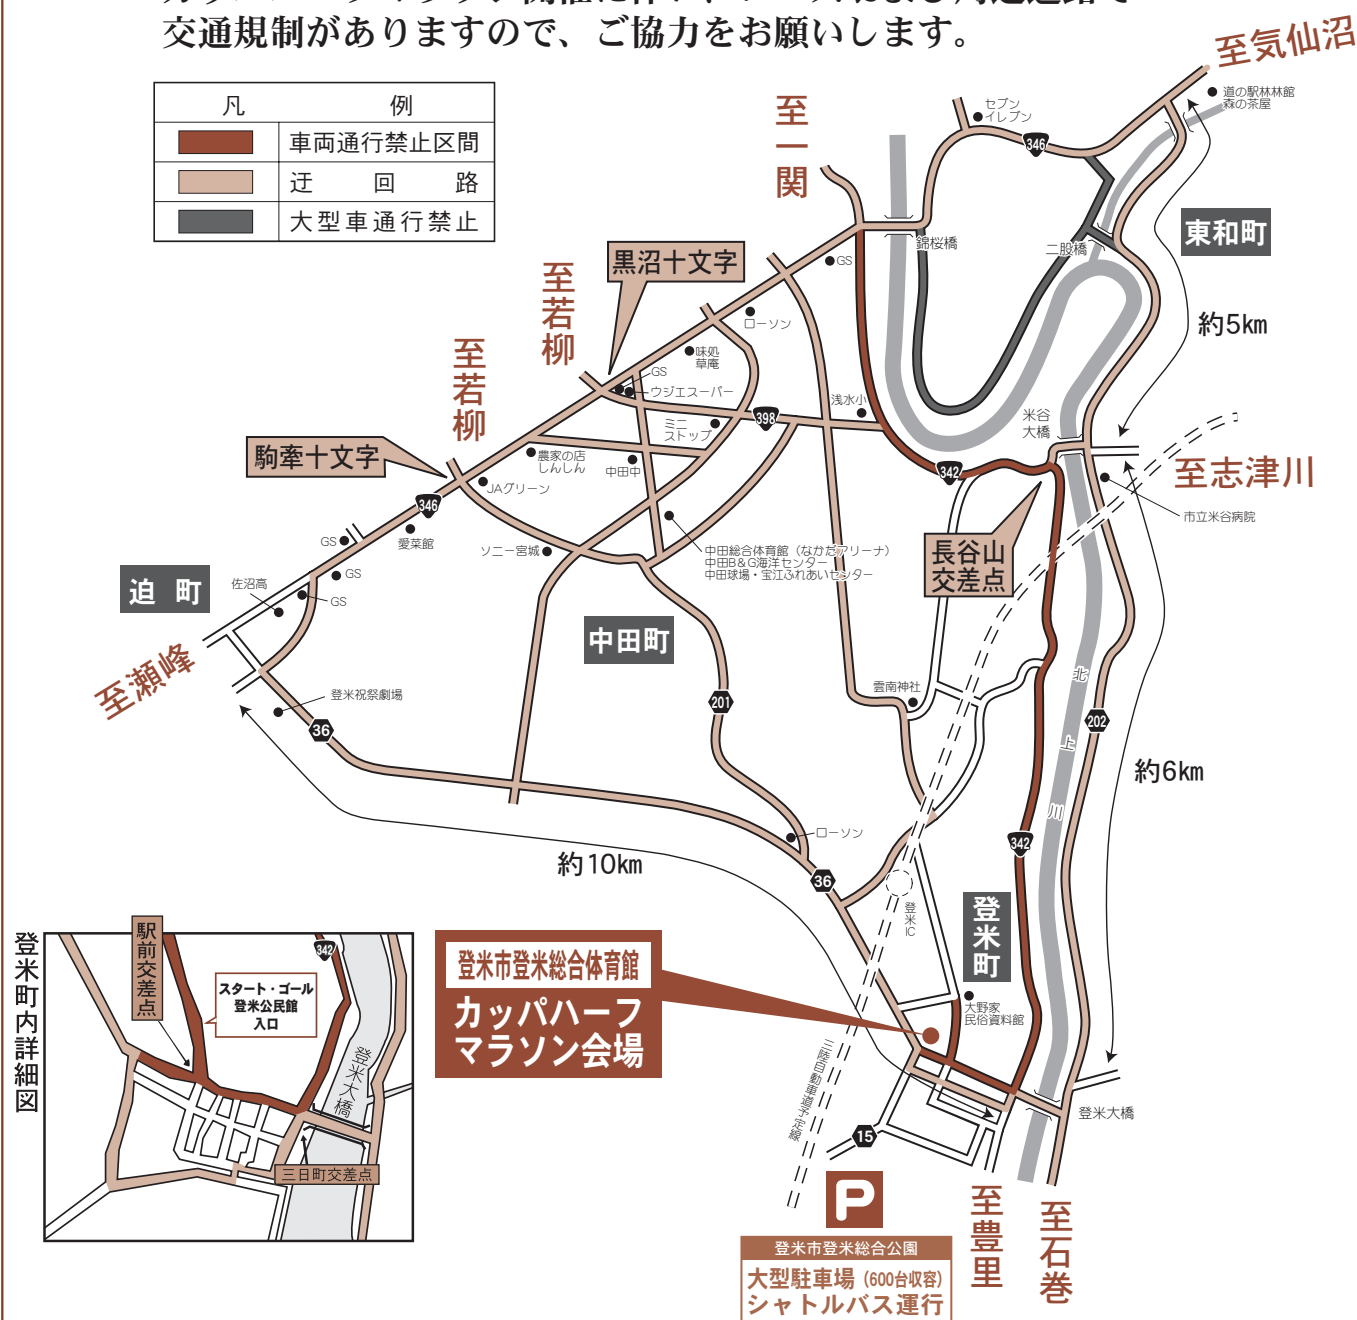 交通規制がありますので、ご協力をお願いします。
凡　例
車両通行禁止区間
迂回路
大型車通行禁止
至気仙沼
道の駅林林館
森の茶屋
セブン
イレブン
346
至一関
東和町
錦桜橋
二股橋
GS
黒沼十文字
至若柳
ローソン
約5km
味処
草庵
GS
ウジエスーパー
至若柳
398
浅水小
ミニ
ストップ
米谷
大橋
駒牽十文字
農家の店
しんしん
中田中
342
至志津川
JAグリーン
346
市立米谷病院
愛菜館
GS
ソニー宮城
中田総合体育館（なかだアリーナ）
中田B&G海洋センター
中田球場・宝江ふれあいセンター
長谷山
交差点
迫町
佐沼高
GS
GS
中田町
至瀬峰
登米祝祭劇場
雲南神社
北上川
36
201
202
約6km
ローソン
342
約10km
36
登米IC
登米町
登米町内詳細図
駅前交差点
342
スタート・ゴール
登米公民館
入口
登米大橋
三日町交差点
登米市登米総合体育館
カッパハーフ
マラソン会場
大野家
民俗資料館
三陸自動車道予定線
登米大橋
15
P
登米市登米総合公園
大型駐車場（600台収容）
シャトルバス運行
至豊里
至石巻